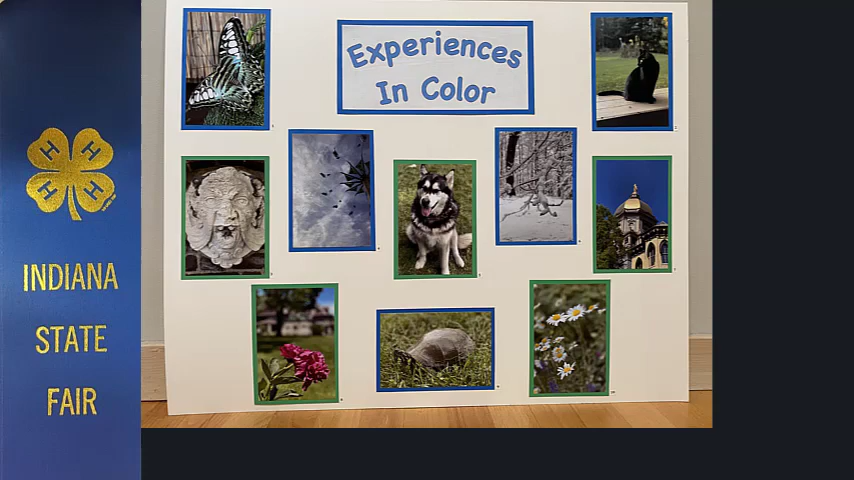 H H
H H
INDIANA
STATE
FAIR
Experiences
In Color